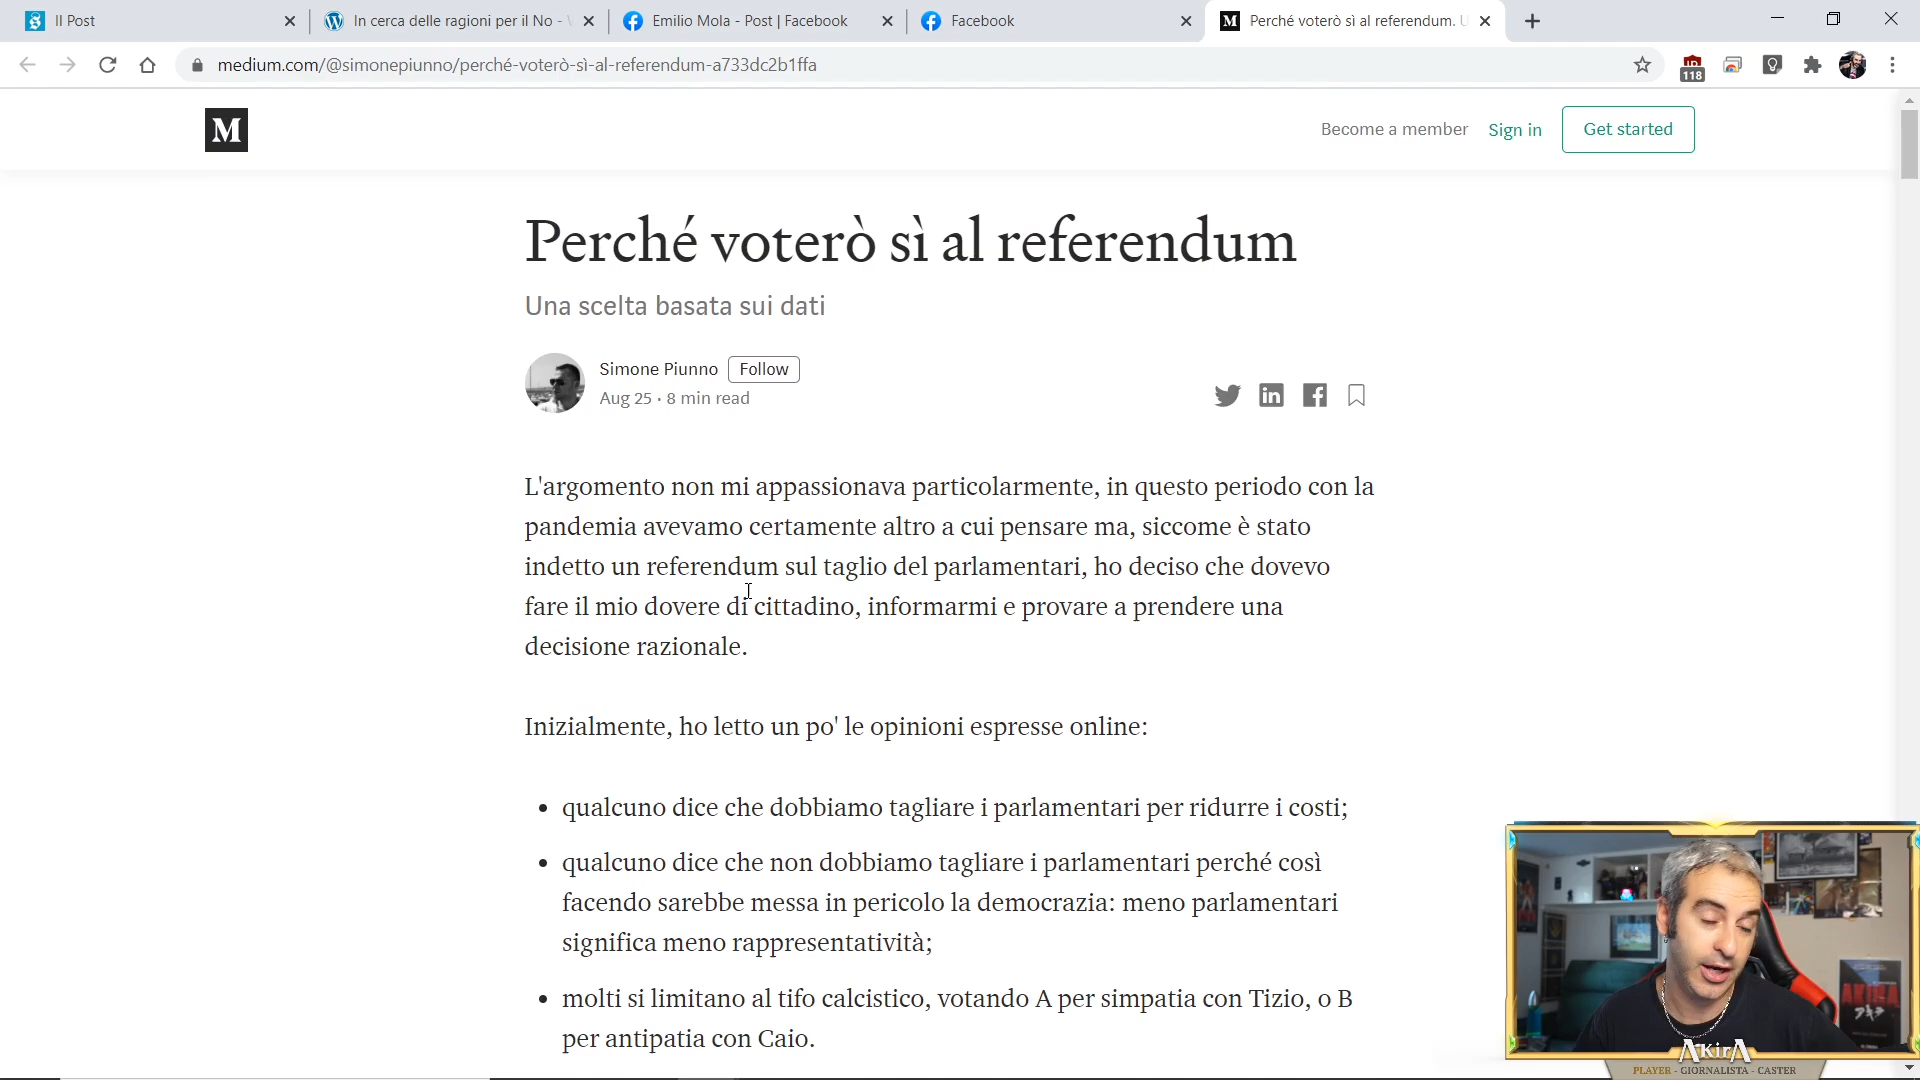 Il Post
In cerca delle ragioni per il No -
Emilio Mola - Post | Facebook
Facebook
Perché voterò sì al referendum. U
medium.com/@simonepiunno/perché-voterò-sì-al-referendum-a733dc2b1ffa
118
M
Become a member
Sign in
Get started
Perché voterò sì al referendum
Una scelta basata sui dati
Simone Piunno
Follow
Aug 25 · 8 min read
L'argomento non mi appassionava particolarmente, in questo periodo con la
pandemia avevamo certamente altro a cui pensare ma, siccome è stato
indetto un referendum sul taglio del parlamentari, ho deciso che dovevo
fare il mio dovere di cittadino, informarmi e provare a prendere una
decisione razionale.
Inizialmente, ho letto un po' le opinioni espresse online:
• qualcuno dice che dobbiamo tagliare i parlamentari per ridurre i costi;
• qualcuno dice che non dobbiamo tagliare i parlamentari perché così
facendo sarebbe messa in pericolo la democrazia: meno parlamentari
significa meno rappresentatività;
• molti si limitano al tifo calcistico, votando A per simpatia con Tizio, o B
per antipatia con Caio.
AKIRA
AKirA
PLAYER - GIORNALISTA - CASTER